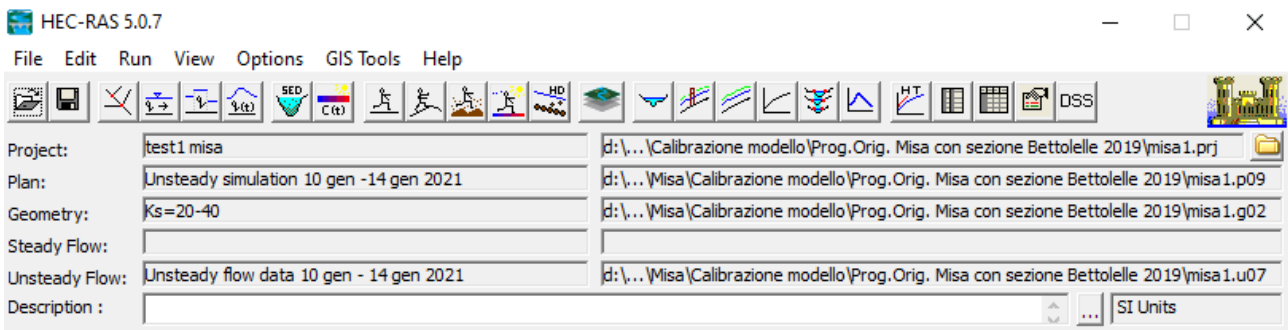 HEC-RAS 5.0.7
File Edit Run View Options GIS Tools Help
SED C(t) HD HT DSS
Project: test1 misa d:\...\Calibrazione modello\Prog.Orig. Misa con sezione Bettolelle 2019\misa1.prj
Plan: Unsteady simulation 10 gen -14 gen 2021 d:\...\Misa\Calibrazione modello\Prog.Orig. Misa con sezione Bettolelle 2019\misa1.p09
Geometry: Ks=20-40 d:\...\Misa\Calibrazione modello\Prog.Orig. Misa con sezione Bettolelle 2019\misa1.g02
Steady Flow:
Unsteady Flow: Unsteady flow data 10 gen - 14 gen 2021 d:\...\Misa\Calibrazione modello\Prog.Orig. Misa con sezione Bettolelle 2019\misa1.u07
Description : ... SI Units